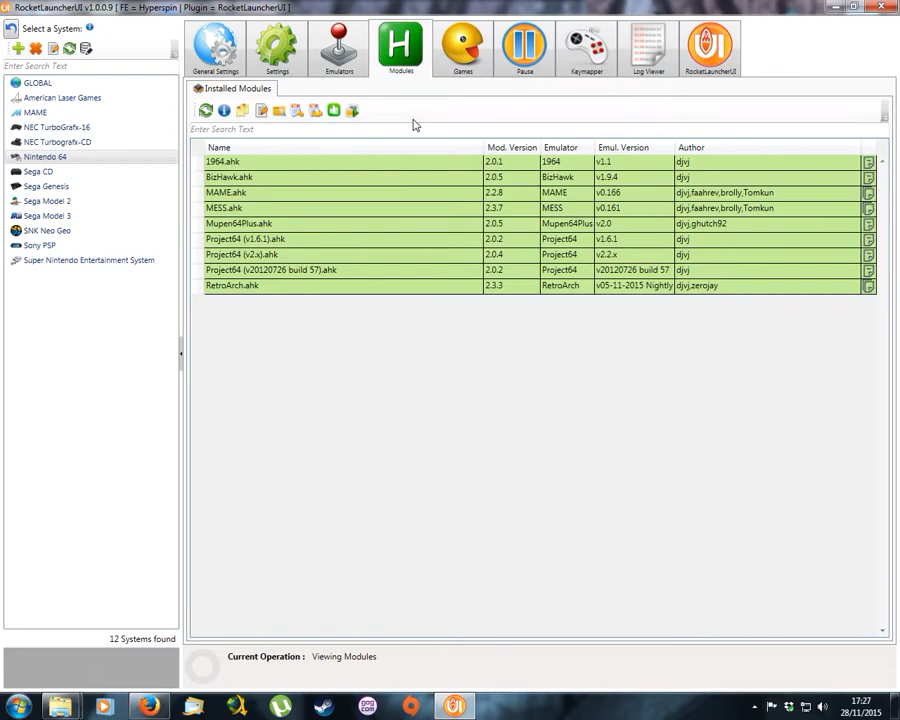 RocketLauncherUI v1.0.0.9 [ FE = Hyperspin | Plugin = RocketLauncherUI ]
Select a System:
Enter Search Text
GLOBAL
American Laser Games
MAME
NEC TurboGrafx-16
NEC Turbografx-CD
Nintendo 64
Sega CD
Sega Genesis
Sega Model 2
Sega Model 3
SNK Neo Geo
Sony PSP
Super Nintendo Entertainment System
12 Systems found
General Settings
Settings
Emulators
Modules
Games
Pause
Keymapper
Log Viewer
RocketLauncherUI
Installed Modules
Enter Search Text
Name Mod. Version Emulator Emul. Version Author
1964.ahk 2.0.1 1964 v1.1 djvj
BizHawk.ahk 2.0.5 BizHawk v1.9.4 djvj
MAME.ahk 2.2.8 MAME v0.166 djvj,faahrev,brolly,Tomkun
MESS.ahk 2.3.7 MESS v0.161 djvj,faahrev,brolly,Tomkun
Mupen64Plus.ahk 2.0.5 Mupen64Plus v2.0 djvj,ghutch92
Project64 (v1.6.1).ahk 2.0.2 Project64 v1.6.1 djvj
Project64 (v2.x).ahk 2.0.4 Project64 v2.2.x djvj
Project64 (v20120726 build 57).ahk 2.0.2 Project64 v20120726 build 57 djvj
RetroArch.ahk 2.3.3 RetroArch v05-11-2015 Nightly djvj,zerojay
Current Operation : Viewing Modules
17:27
28/11/2015